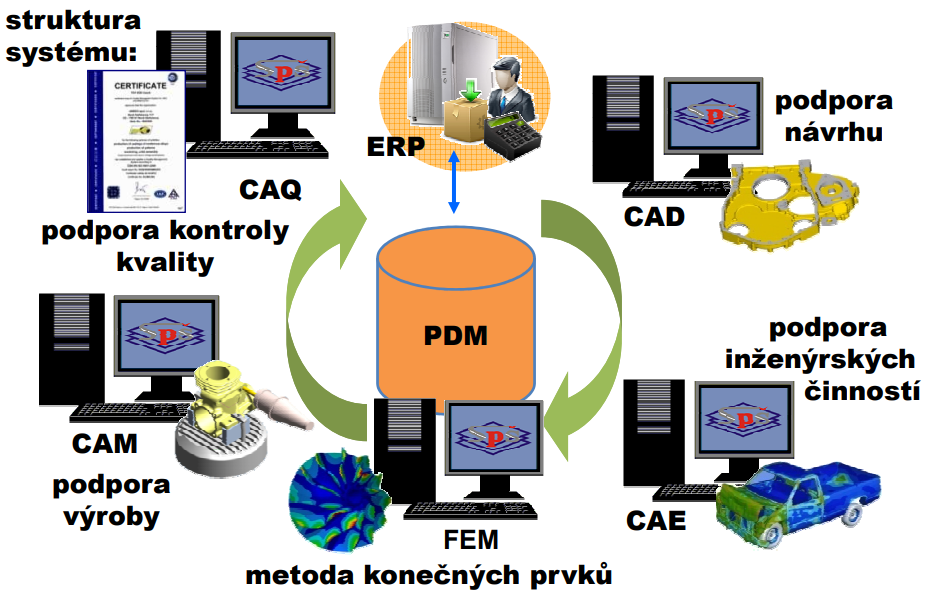 struktura
systému:
CERTIFICATE
CAQ
podpora kontroly
kvality
ERP
podpora
návrhu
CAD
PDM
CAM
podpora
výroby
podpora
inženýrských
činností
CAE
FEM
metoda konečných prvků
P
P
P
P
P